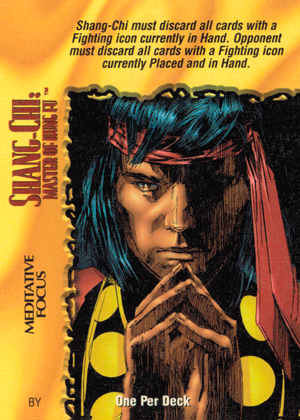 Shang-Chi must discard all cards with a
Fighting icon currently in Hand. Opponent
must discard all cards with a Fighting icon
currently Placed and in Hand.
SHANG-CHI:
MASTER OF KUNG FU™
MEDITATIVE
FOCUS
BY
One Per Deck